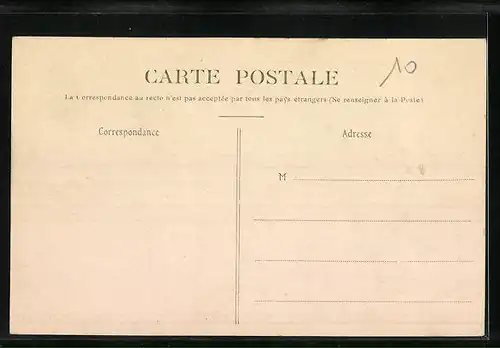 CARTE POSTALE
10
La Correspondance au recto n'est pas acceptée par tous les pays étrangers (Se renseigner à la Poste)
Correspondance
Adresse
M